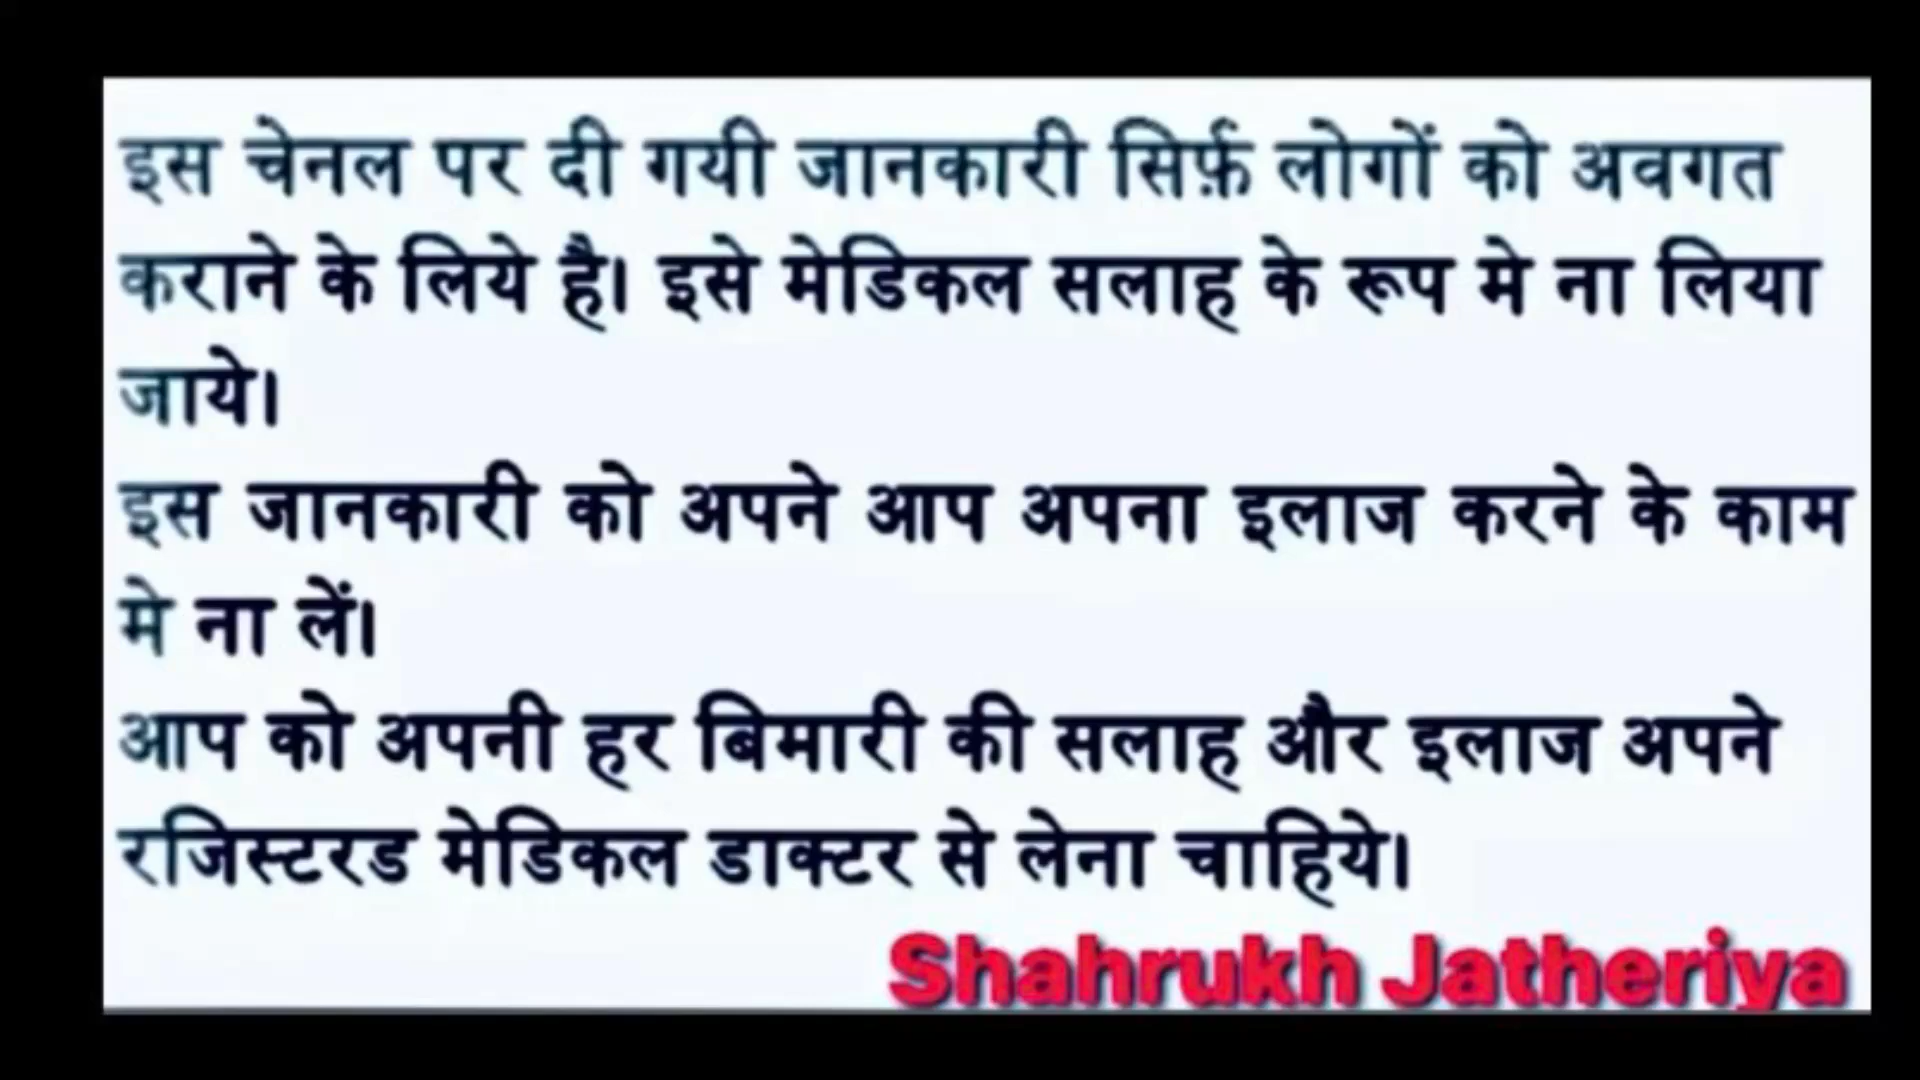 इस चेनल पर दी गयी जानकारी सिर्फ़ लोगों को अवगत
कराने के लिये है। इसे मेडिकल सलाह के रूप मे ना लिया
जाये।
इस जानकारी को अपने आप अपना इलाज करने के काम
मे ना लें।
आप को अपनी हर बिमारी की सलाह और इलाज अपने
रजिस्टरड मेडिकल डाक्टर से लेना चाहिये।
Shahrukh Jatheriya